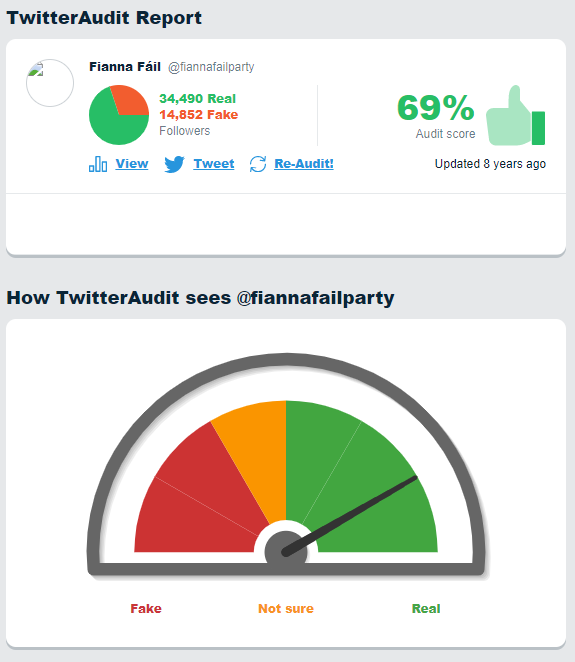 TwitterAudit Report
Fianna Fáil @fiannafailparty
34,490 Real
14,852 Fake
Followers
69%
Audit score
View Tweet Re-Audit!
Updated 8 years ago
How TwitterAudit sees @fiannafailparty
Fake Not sure Real